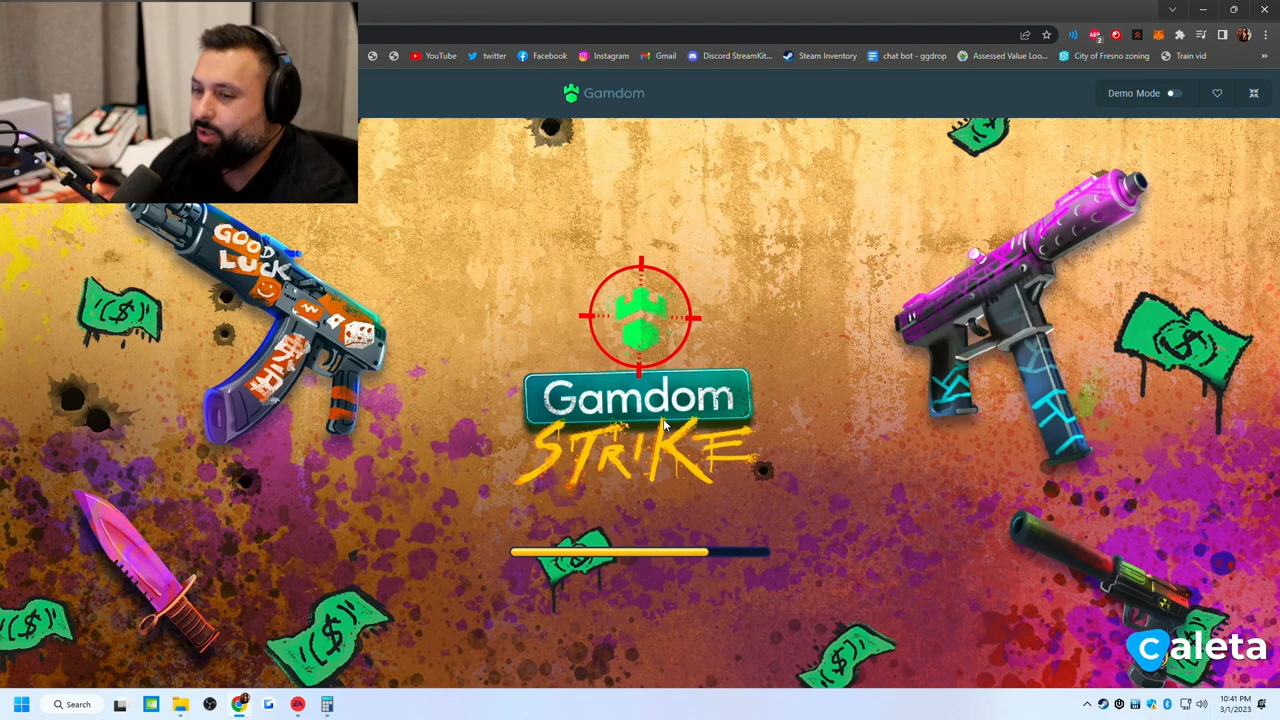 YouTube
twitter
Facebook
Instagram
Gmail
Discord StreamKit...
Steam Inventory
chat bot - ggdrop
Assessed Value Loo...
City of Fresno zoning
Train vid
»
Gamdom
Demo Mode
GOOD
LUCK
Gamdom
STRIKE
caleta
Search
10:41 PM
3/1/2023